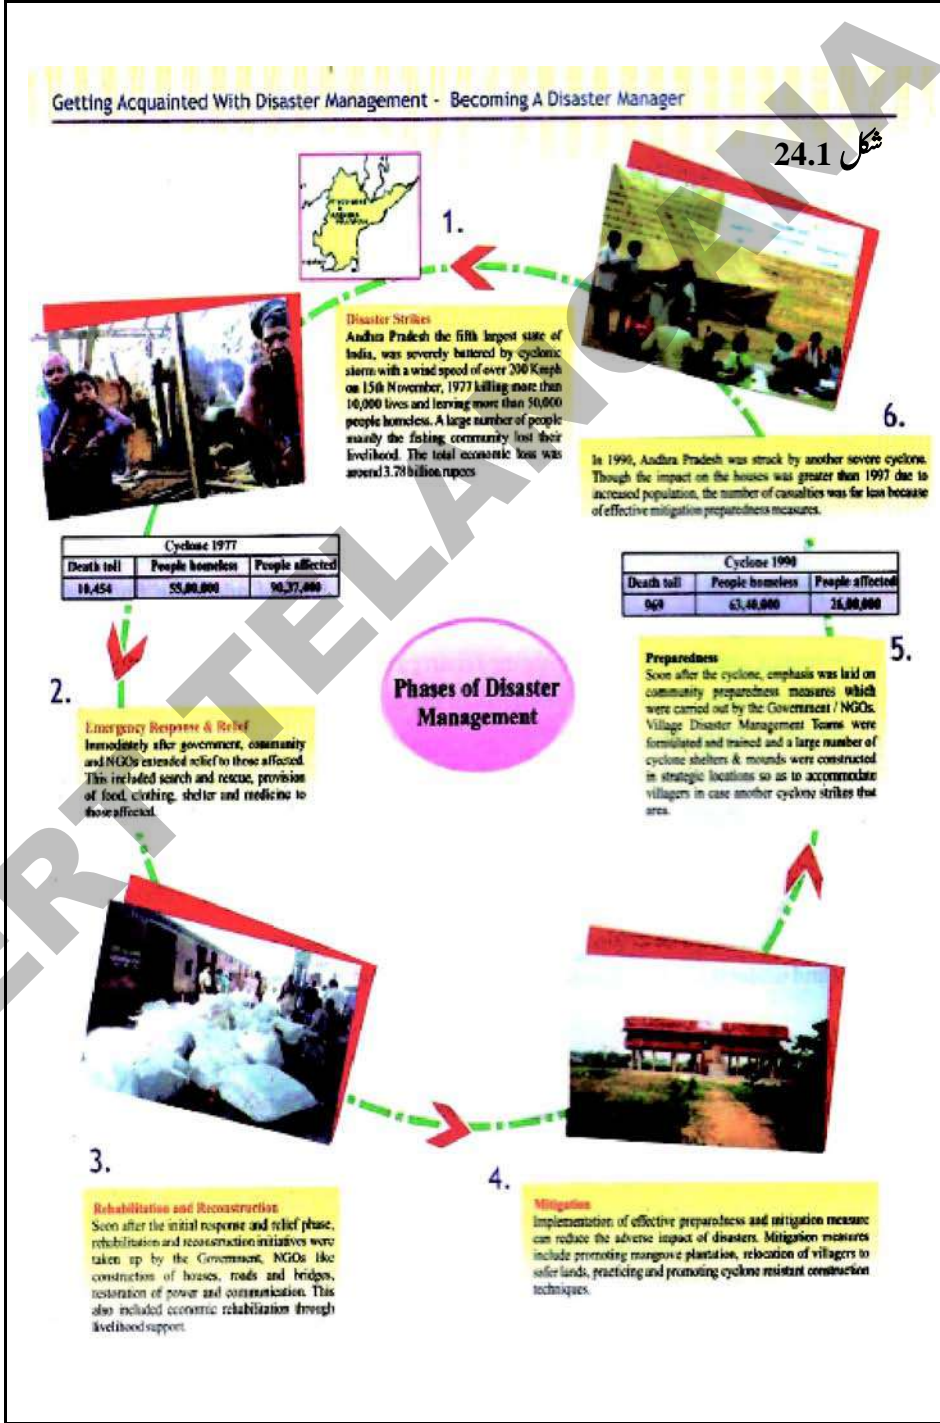 Getting Acquainted With Disaster Management - Becoming A Disaster Manager
شکل 24.1
1.
Disaster Strikes
Andhra Pradesh the fifth largest state of
India, was severely battered by cyclonic
storm with a wind speed of over 200 Kmph
on 15th November, 1977 killing more than
10,000 lives and leaving more than 50,000
people homeless. A large number of people
mainly the fishing community lost their
livelihood. The total economic loss was
around 3.78 billion rupees
Cyclone 1977
Death toll People homeless People affected
10,454 55,00,000 90,37,000
2.
Emergency Response & Relief
Immediately after government, community
and NGOs extended relief to those affected.
This included search and rescue, provision
of food, clothing, shelter and medicine to
those affected.
3.
Rehabilitation and Reconstruction
Soon after the initial response and relief phase,
rehabilitation and reconstruction initiatives were
taken up by the Government, NGOs like
construction of houses, roads and bridges,
restoration of power and communication. This
also included economic rehabilitation through
livelihood support.
4.
Mitigation
Implementation of effective preparedness and mitigation measure
can reduce the adverse impact of disasters. Mitigation measures
include promoting mangrove plantation, relocation of villagers to
safer lands, practicing and promoting cyclone resistant construction
techniques.
5.
Preparedness
Soon after the cyclone, emphasis was laid on
community preparedness measures which
were carried out by the Government / NGOs.
Village Disaster Management Teams were
formulated and trained and a large number of
cyclone shelters & mounds were constructed
in strategic locations so as to accommodate
villagers in case another cyclone strikes that
area.
6.
In 1990, Andhra Pradesh was struck by another severe cyclone.
Though the impact on the houses was greater than 1997 due to
increased population, the number of casualties was far less because
of effective mitigation preparedness measures.
Cyclone 1990
Death toll People homeless People affected
969 63,40,000 26,00,000
Phases of Disaster
Management
ERT TELANGANA